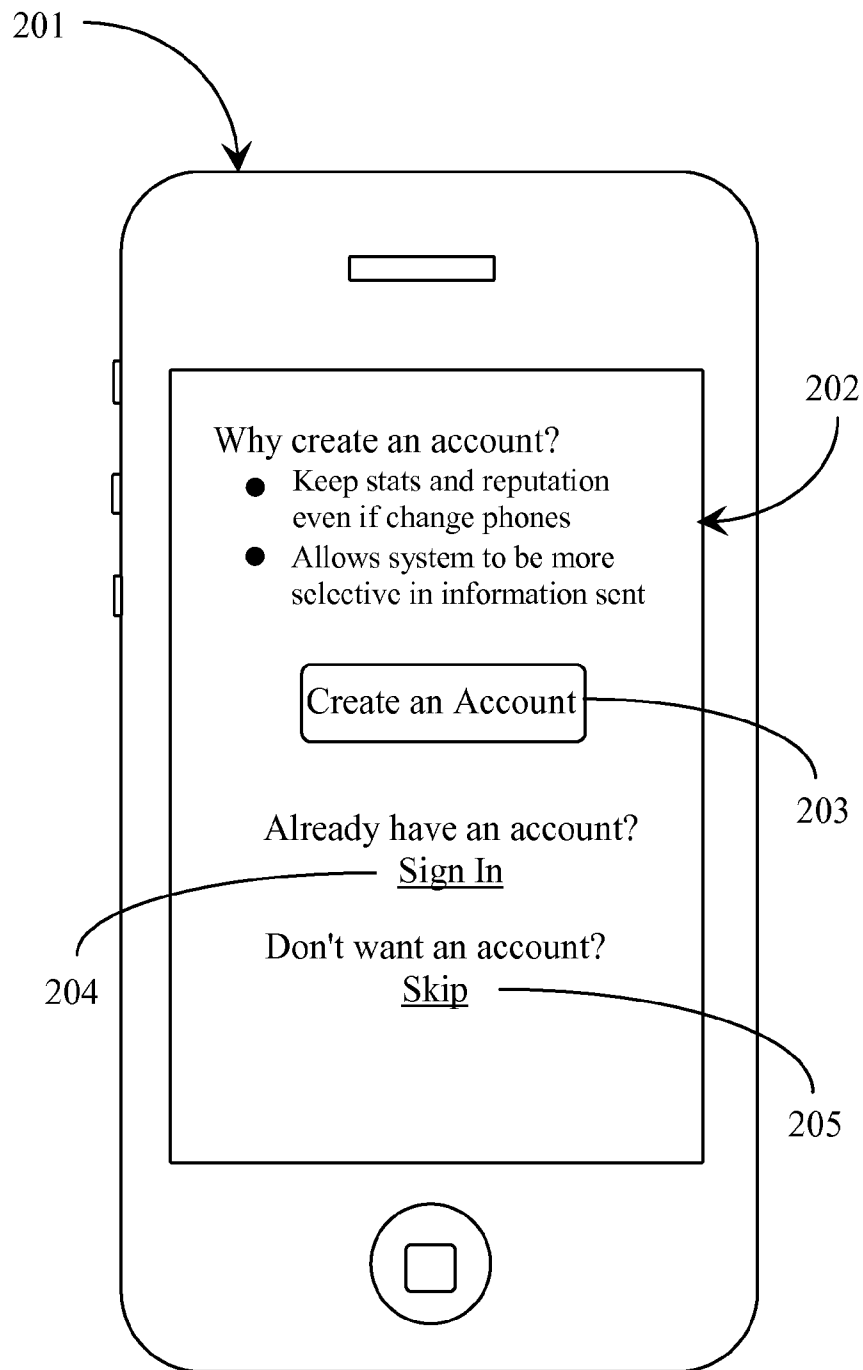 201
202
Why create an account?
● Keep stats and reputation
even if change phones
● Allows system to be more
selective in information sent
Create an Account
203
Already have an account?
Sign In
204
Don't want an account?
Skip
205